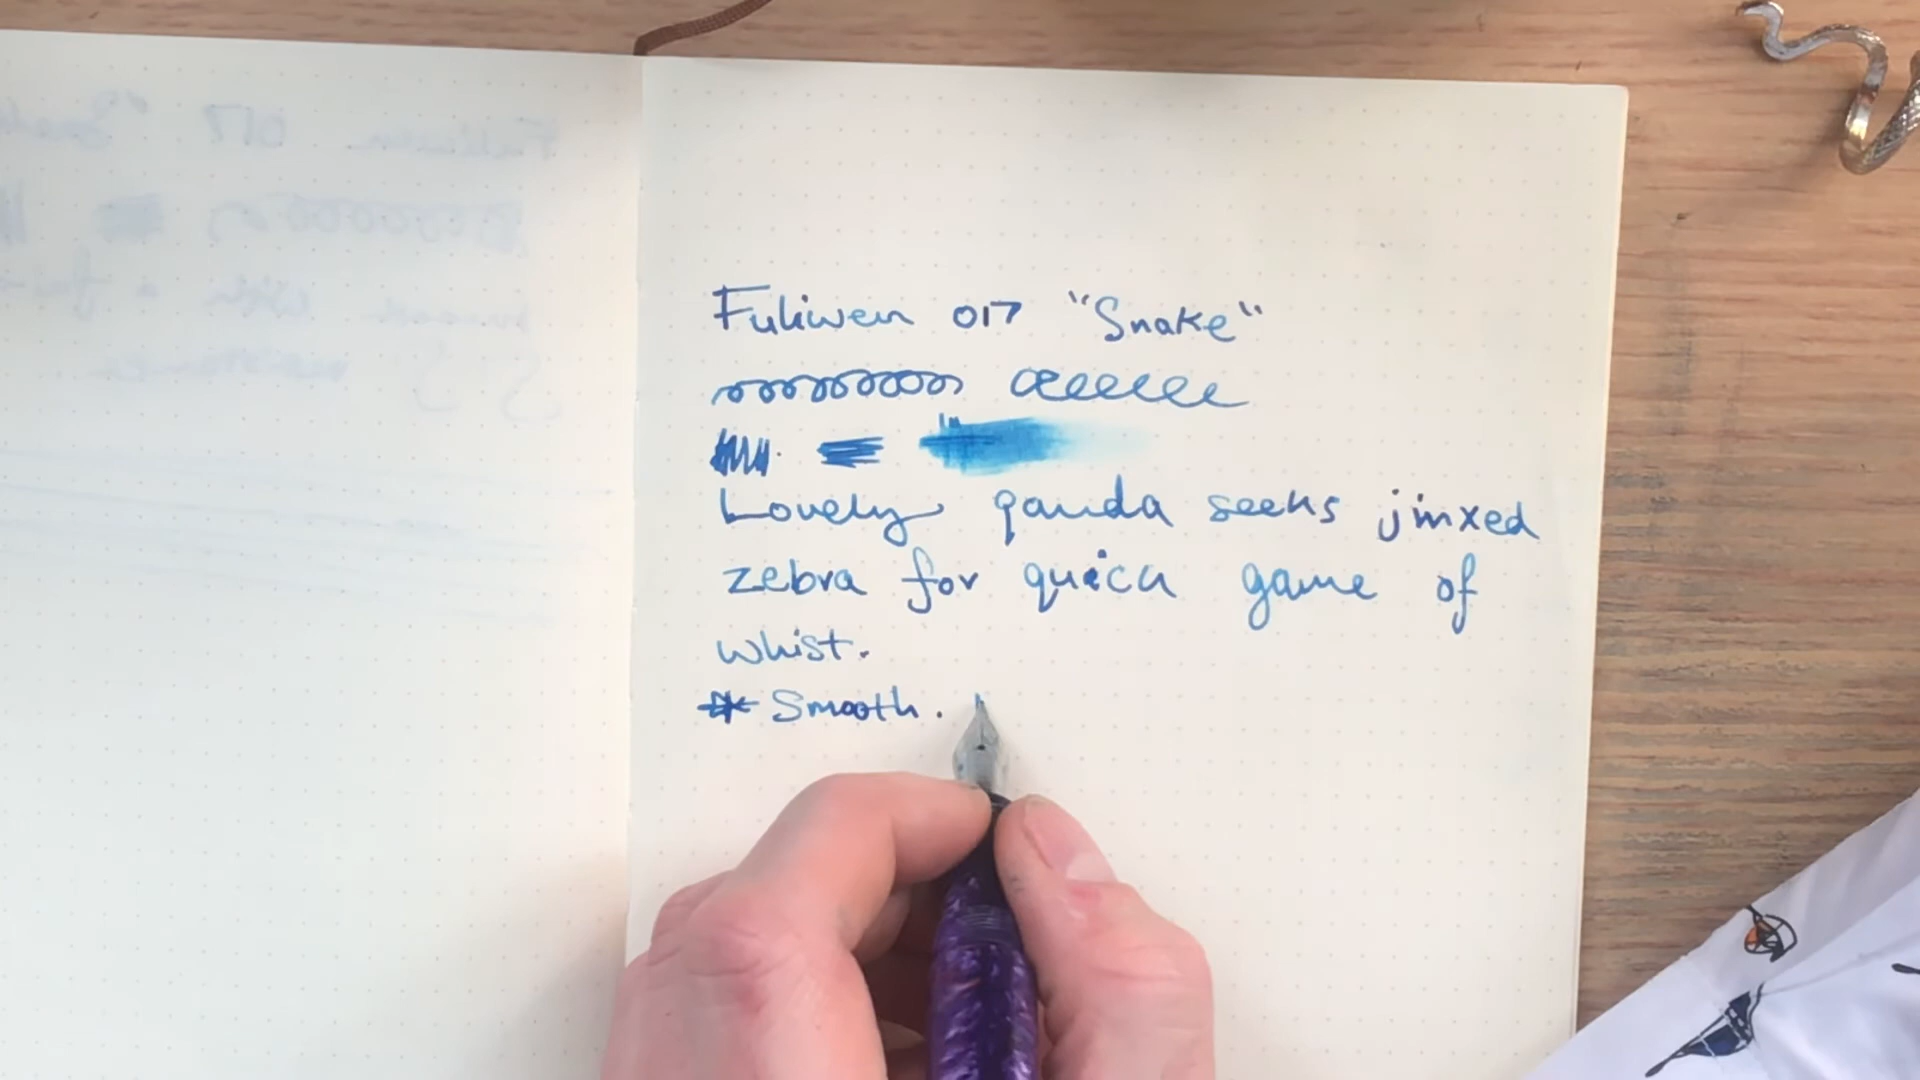 Fuliwen 017 "Snake"
Lovely panda seeks jinxed
zebra for quick game of
whist.
* Smooth.